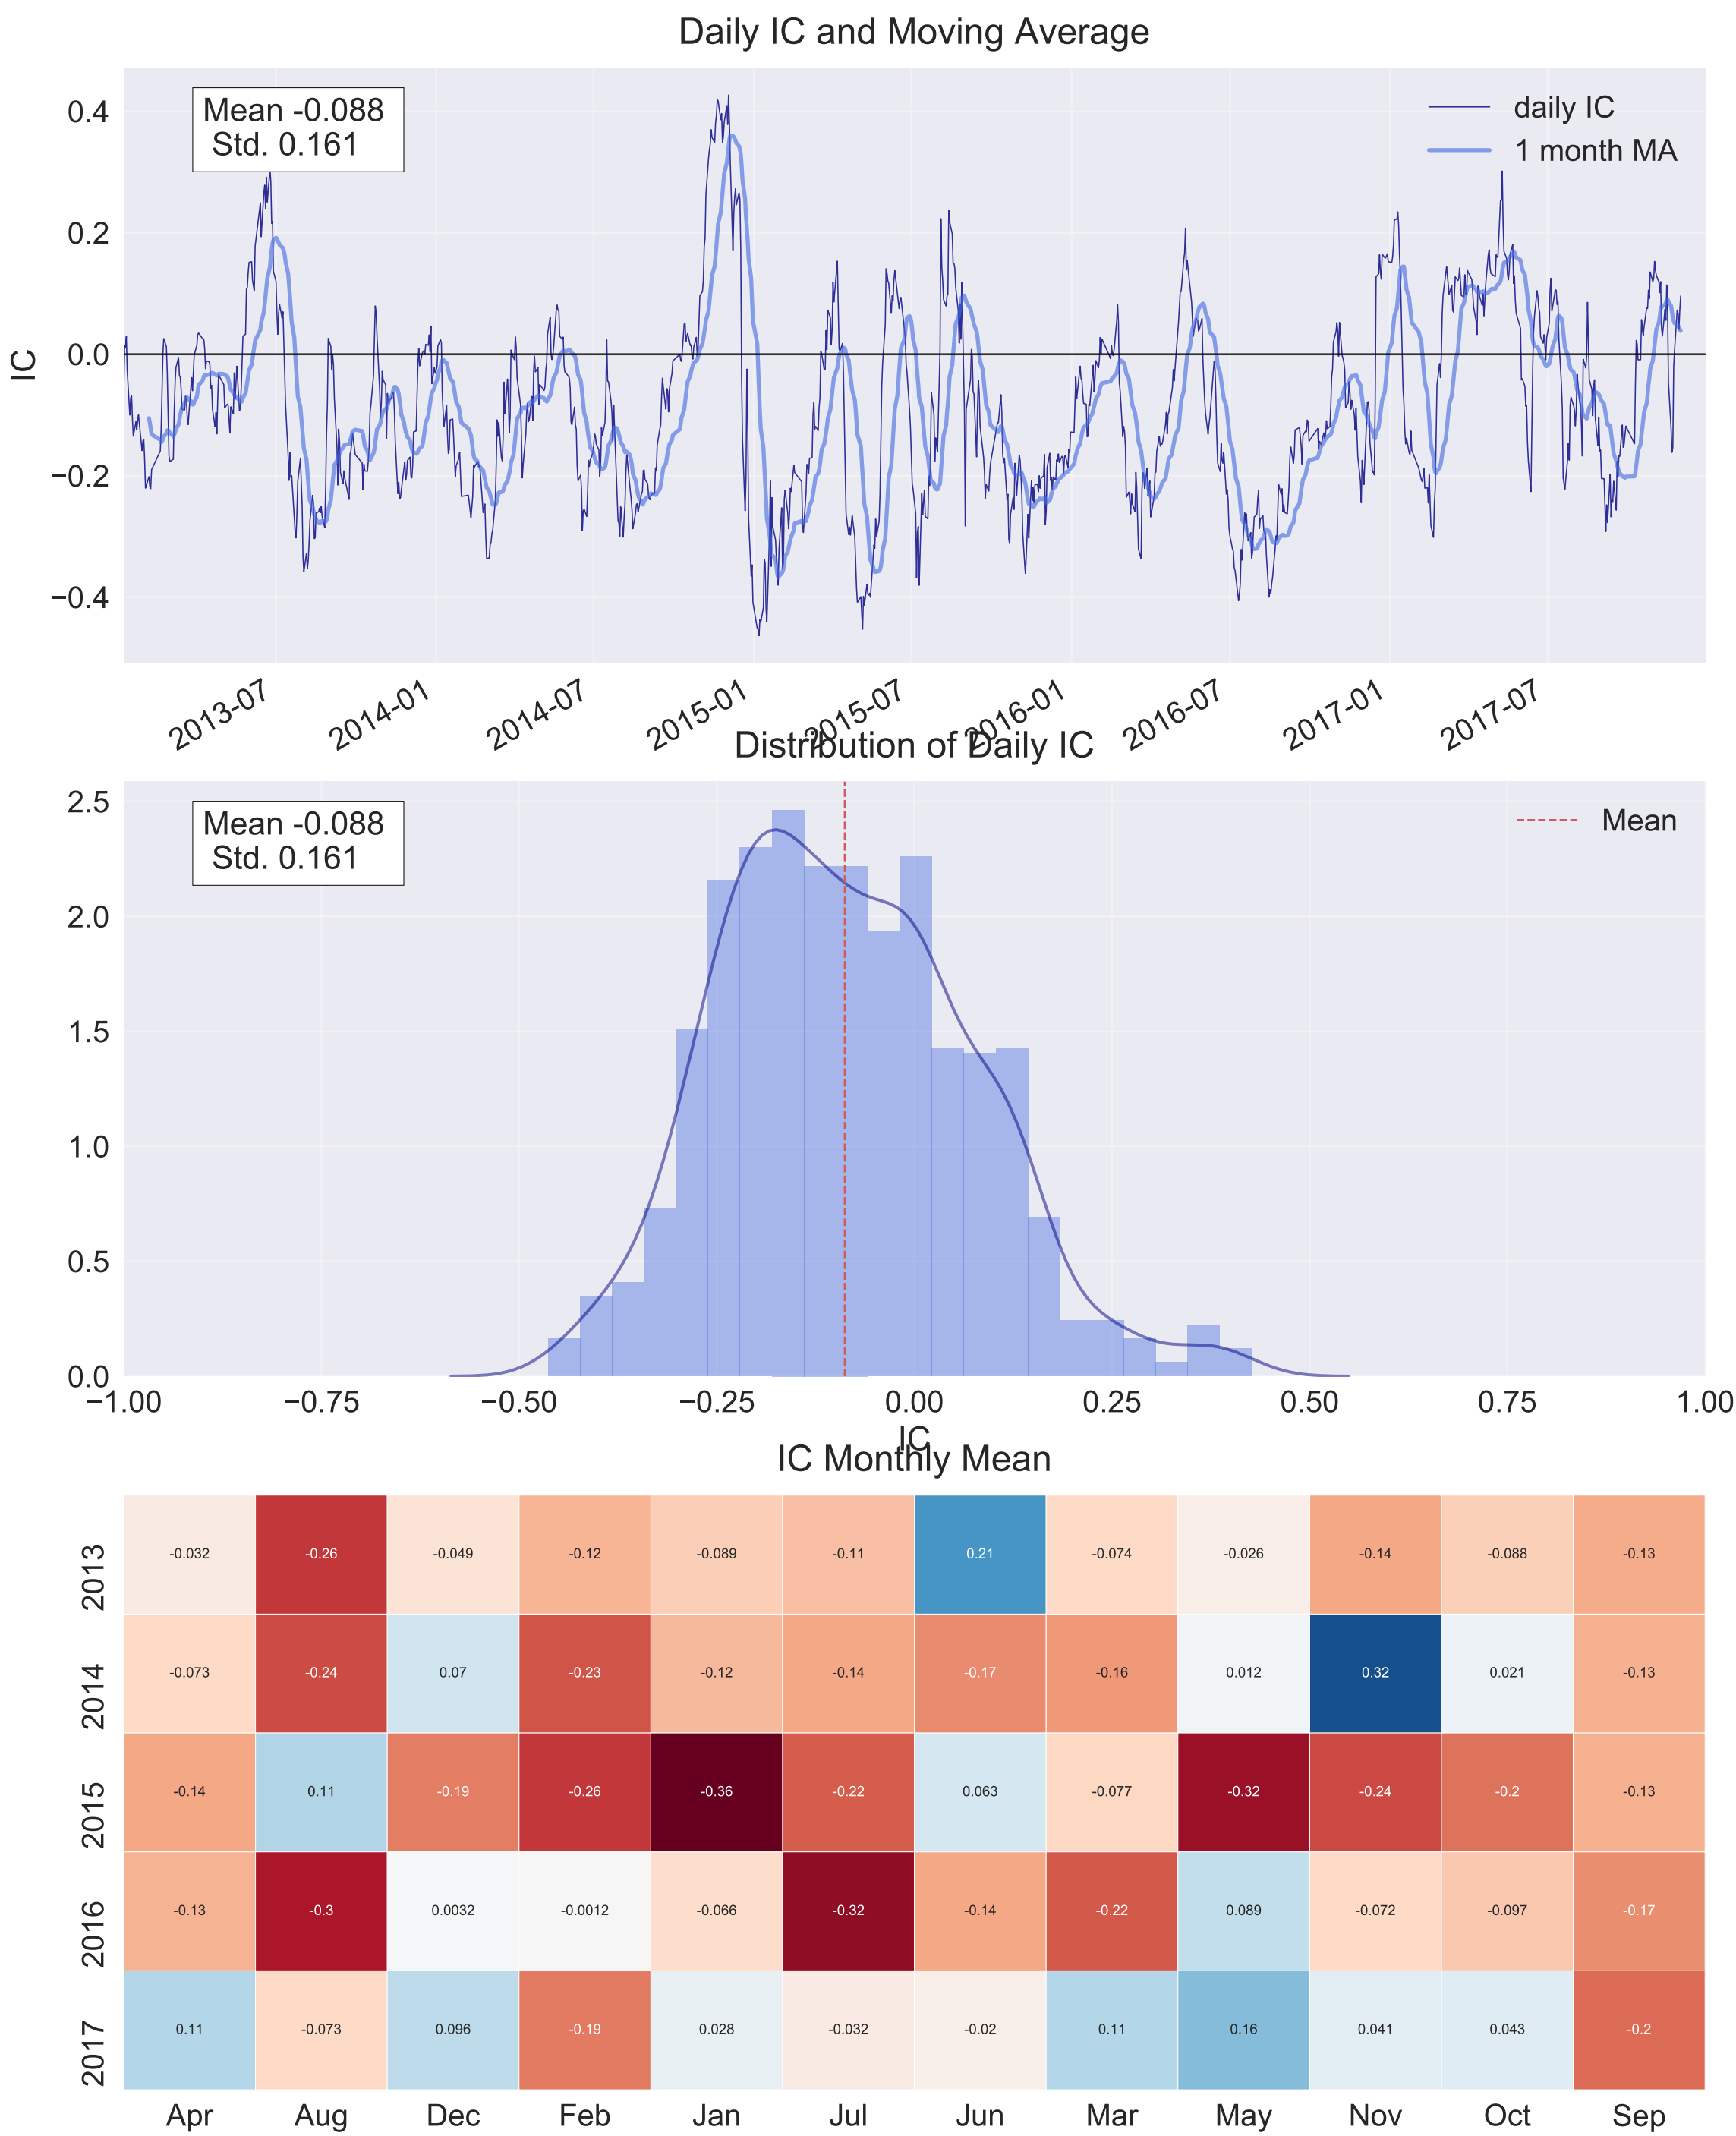 Daily IC and Moving Average
Mean -0.088
Std. 0.161
daily IC
1 month MA
0.4
0.2
0.0
−0.2
−0.4
IC
2013-07 2014-01 2014-07 2015-01 2015-07 2016-01 2016-07 2017-01 2017-07
Distribution of Daily IC
Mean -0.088
Std. 0.161
Mean
2.5
2.0
1.5
1.0
0.5
0.0
−1.00 −0.75 −0.50 −0.25 0.00 0.25 0.50 0.75 1.00
IC
IC Monthly Mean
2013 -0.032 -0.26 -0.049 -0.12 -0.089 -0.11 0.21 -0.074 -0.026 -0.14 -0.088 -0.13
2014 -0.073 -0.24 0.07 -0.23 -0.12 -0.14 -0.17 -0.16 0.012 0.32 0.021 -0.13
2015 -0.14 0.11 -0.19 -0.26 -0.36 -0.22 0.063 -0.077 -0.32 -0.24 -0.2 -0.13
2016 -0.13 -0.3 0.0032 -0.0012 -0.066 -0.32 -0.14 -0.22 0.089 -0.072 -0.097 -0.17
2017 0.11 -0.073 0.096 -0.19 0.028 -0.032 -0.02 0.11 0.16 0.041 0.043 -0.2
Apr Aug Dec Feb Jan Jul Jun Mar May Nov Oct Sep